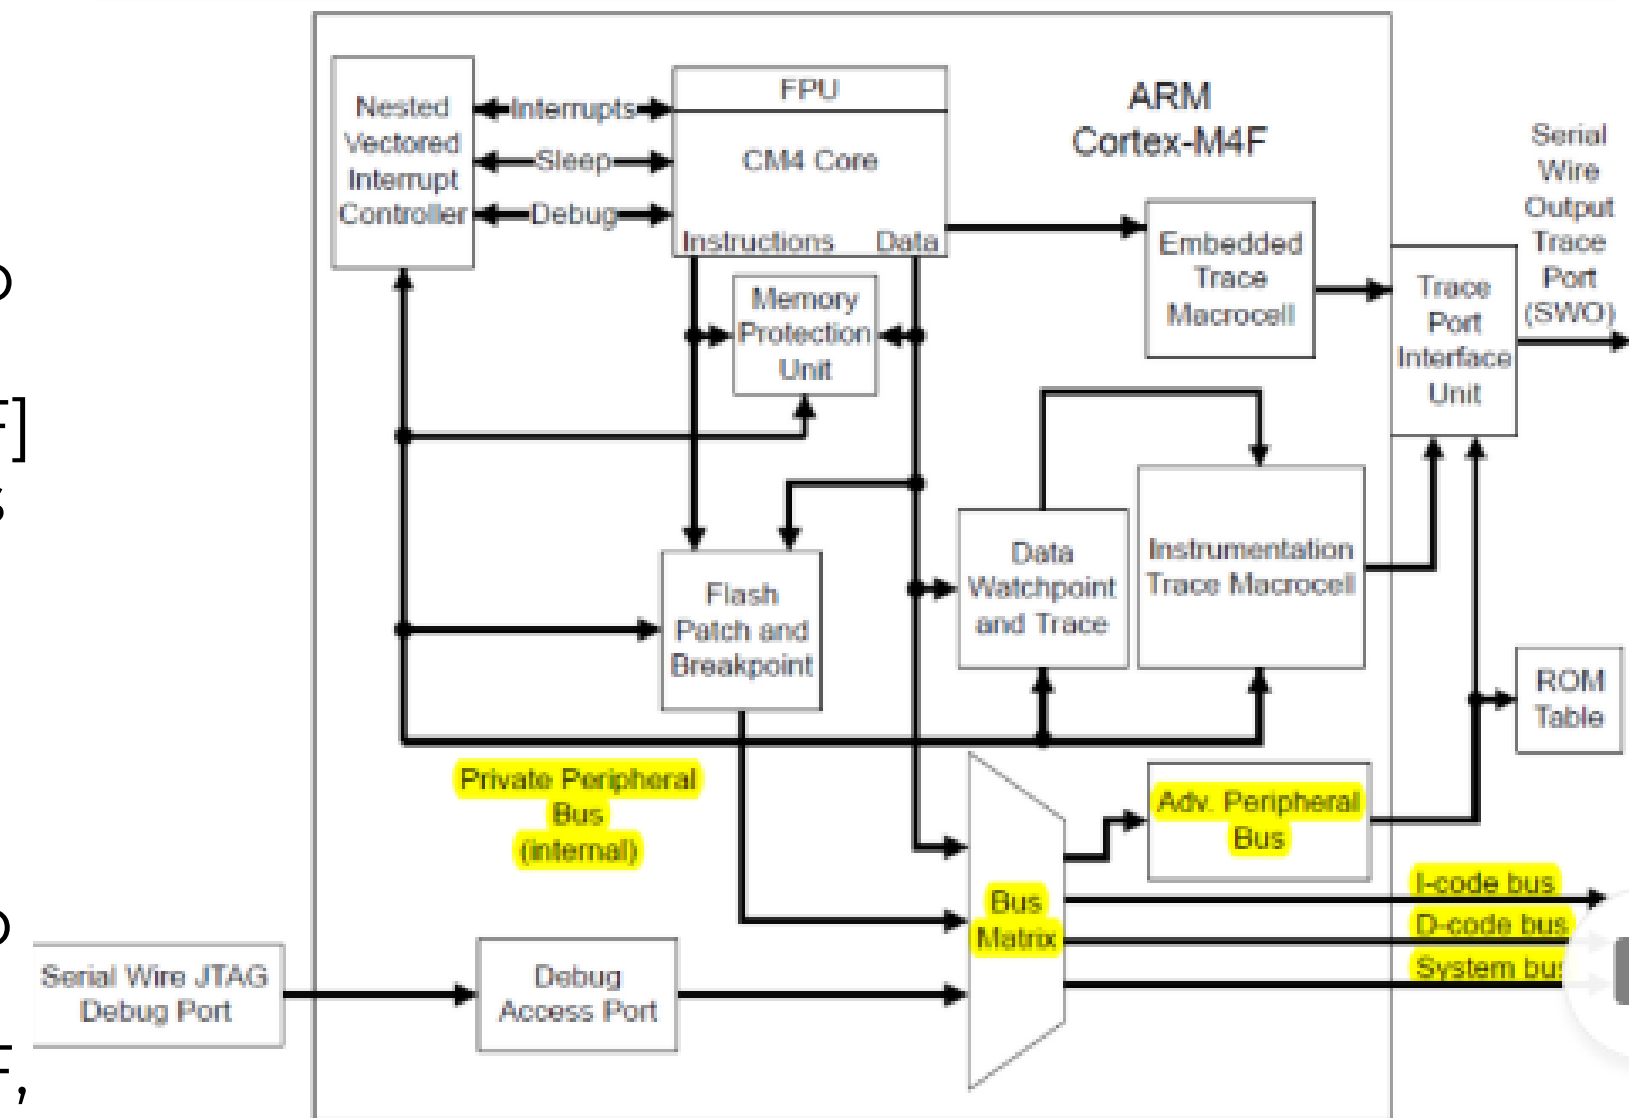 Nested
Vectored
Interrupt
Controller
Interrupts
Sleep
Debug
FPU
CM4 Core
Instructions Data
ARM
Cortex-M4F
Serial
Wire
Output
Trace
Port
(SWO)
Embedded
Trace
Macrocell
Trace
Port
Interface
Unit
Memory
Protection
Unit
F]
Flash
Patch and
Breakpoint
Data
Watchpoint
and Trace
Instrumentation
Trace Macrocell
ROM
Table
Private Peripheral
Bus
(internal)
Adv. Peripheral
Bus
Bus
Matrix
I-code bus
D-code bus
System bus
Serial Wire JTAG
Debug Port
Debug
Access Port
F,